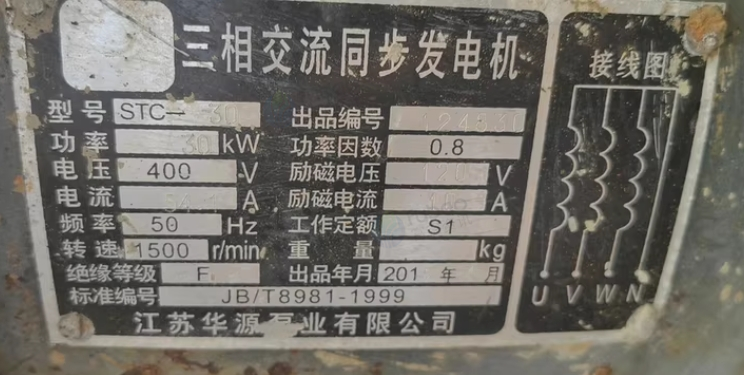 三相交流同步发电机
接线图
型号 STC-30
出品编号
功率 30 kW
功率因数 0.8
电压 400 V
励磁电压 V
电流 A
励磁电流 A
频率 50 Hz
工作定额 S1
转速 1500 r/min
重量 kg
绝缘等级 F
出品年月 201 年 月
标准编号 JB/T8981-1999
U V W N
江苏华源泵业有限公司